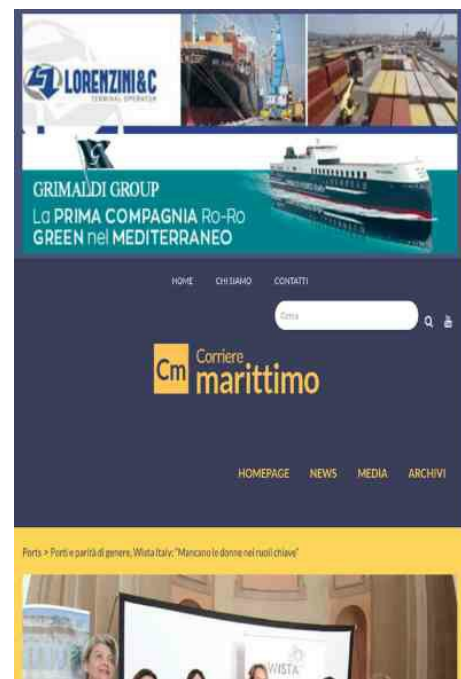 LORENZINI&C
TERMINAL OPERATOR
GRIMALDI GROUP
La PRIMA COMPAGNIA Ro-Ro
GREEN nel MEDITERRANEO
HOME CHI SIAMO CONTATTI
Cerca
Cm Corriere
marittimo
HOMEPAGE NEWS MEDIA ARCHIVI
Ports > Porti e parità di genere, Wista Italy: "Mancano le donne nei ruoli chiave"
WISTA